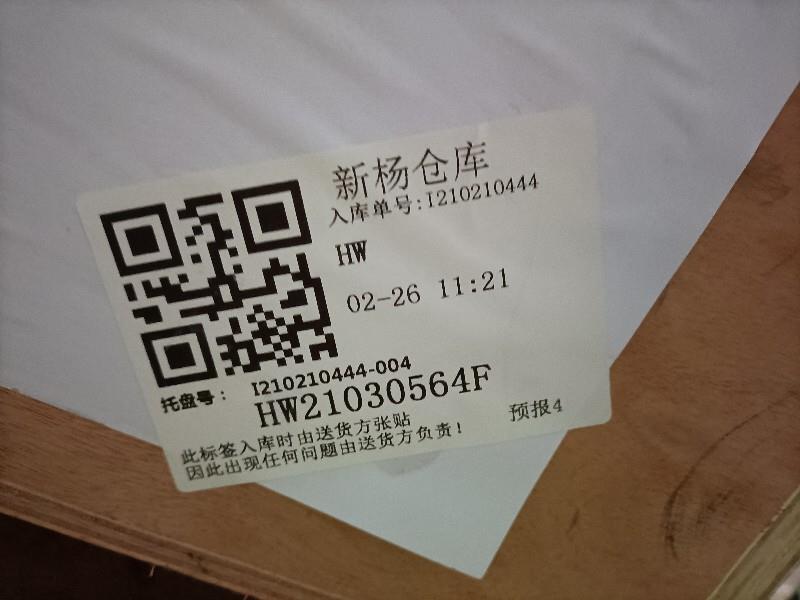 新杨仓库
入库单号:I210210444
HW
02-26 11:21
托盘号: I210210444-004
HW21030564F
预报4
此标签入库时由送货方张贴
因此出现任何问题由送货方负责!